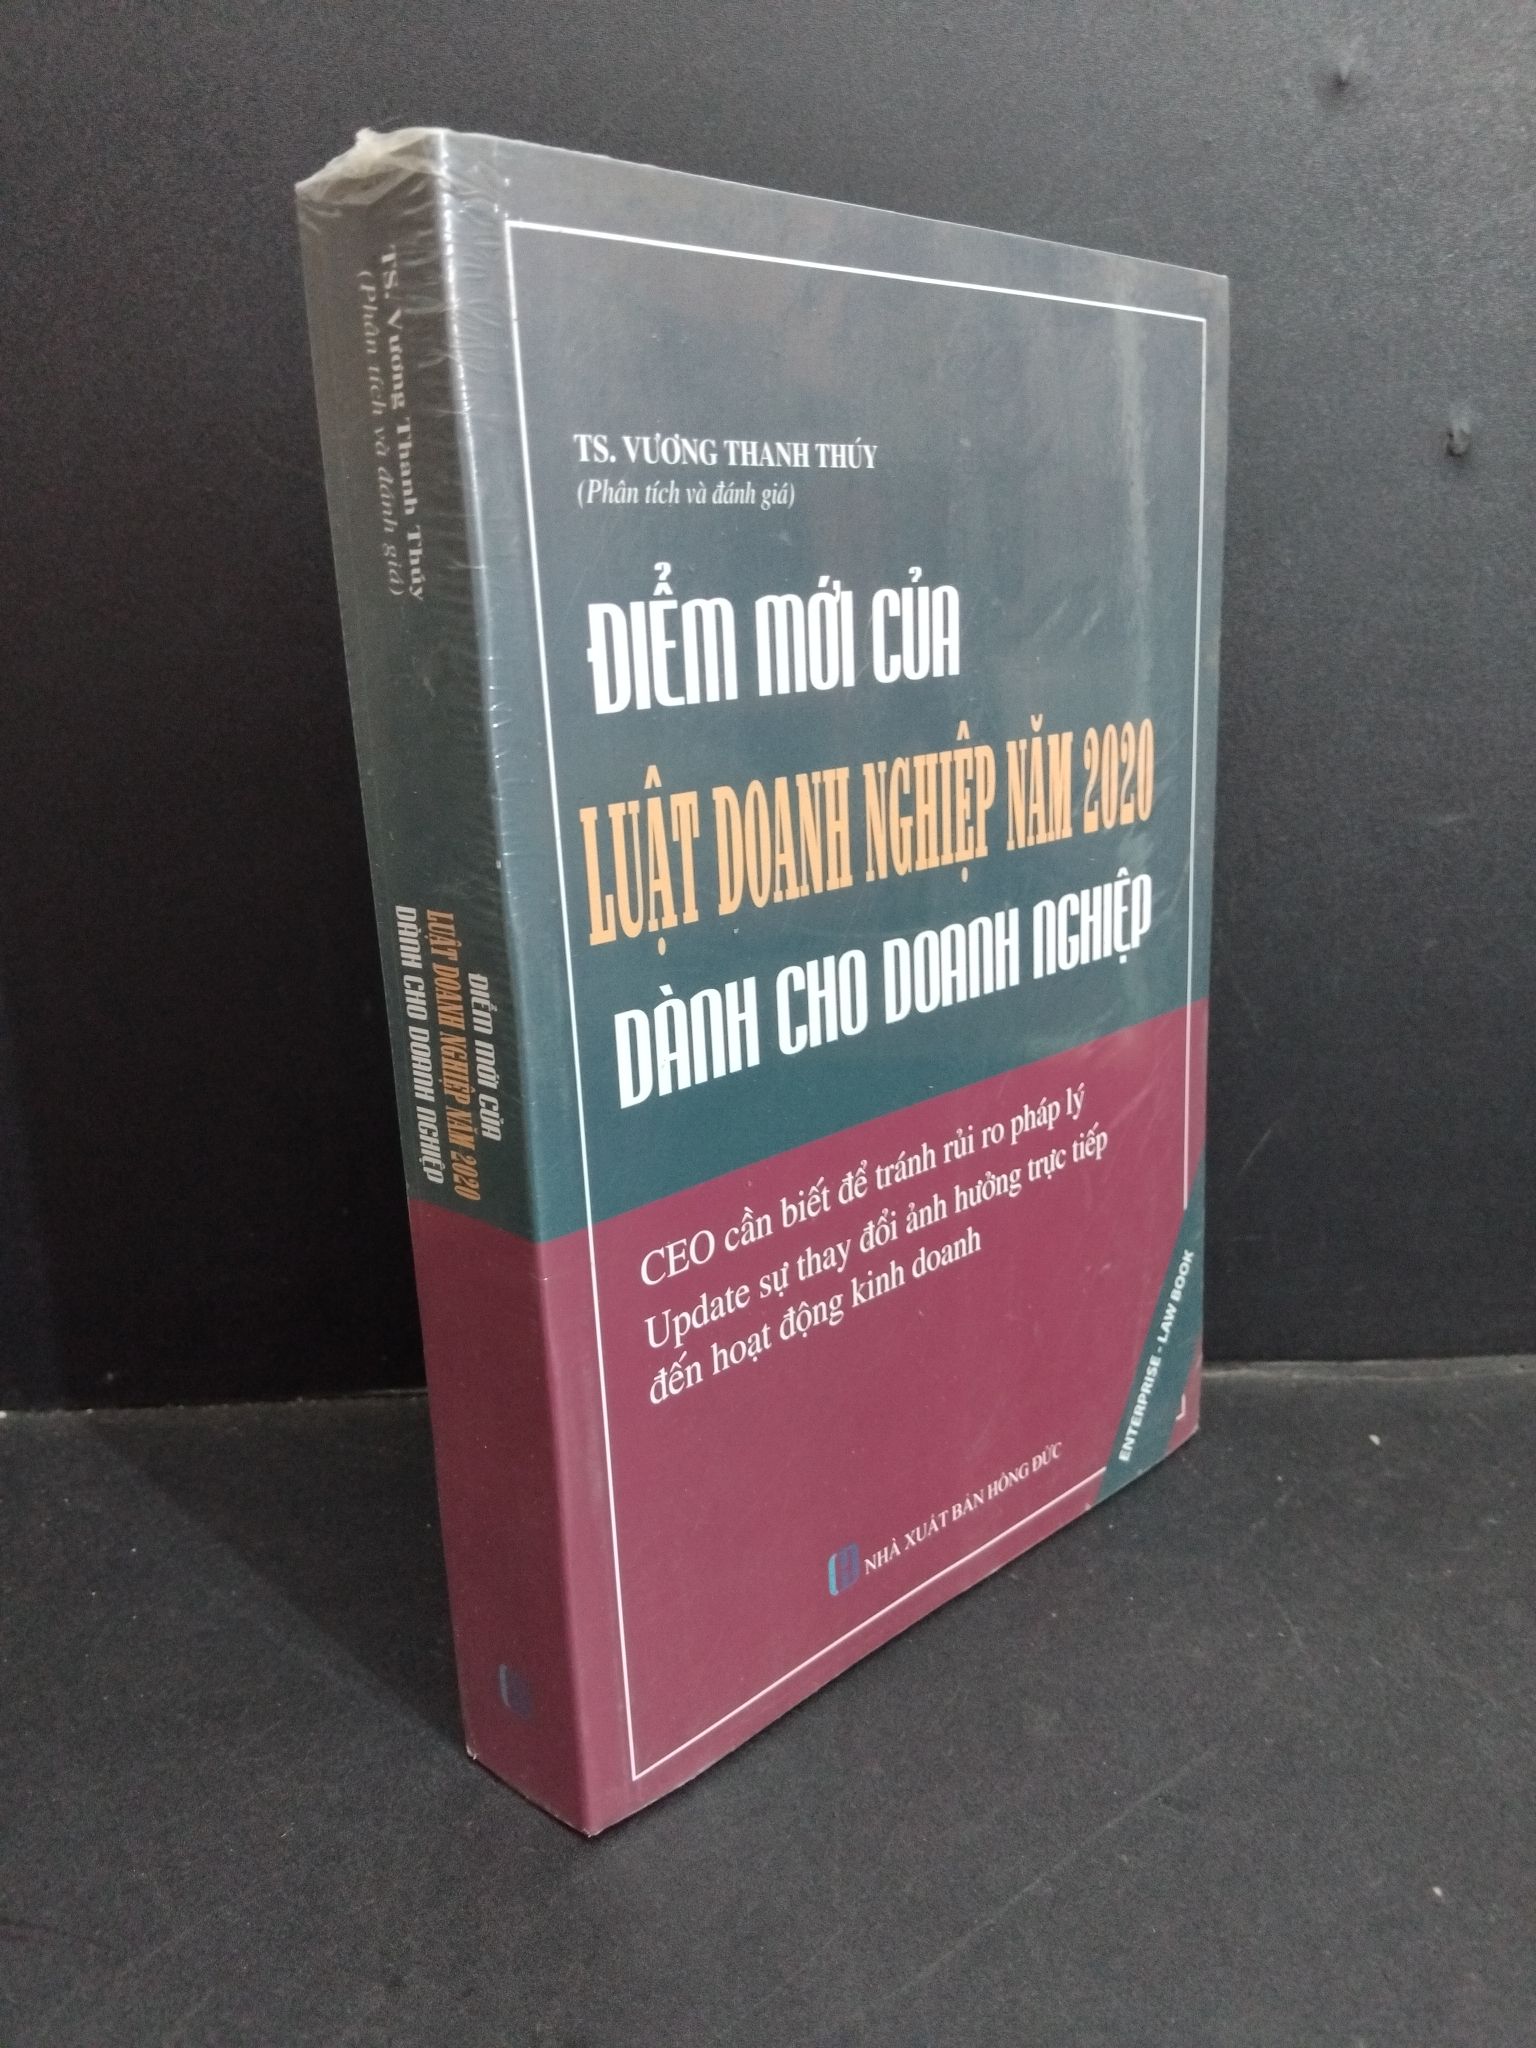 TS. Vương Thanh Thúy
(Phân tích và đánh giá)
ĐIỂM MỚI CỦA
LUẬT DOANH NGHIỆP NĂM 2020
DÀNH CHO DOANH NGHIỆP
TS. VƯƠNG THANH THÚY
(Phân tích và đánh giá)
ĐIỂM MỚI CỦA
LUẬT DOANH NGHIỆP NĂM 2020
DÀNH CHO DOANH NGHIỆP
CEO cần biết để tránh rủi ro pháp lý
Update sự thay đổi ảnh hưởng trực tiếp
đến hoạt động kinh doanh
ENTERPRISE - LAW BOOK
NHÀ XUẤT BẢN HỒNG ĐỨC